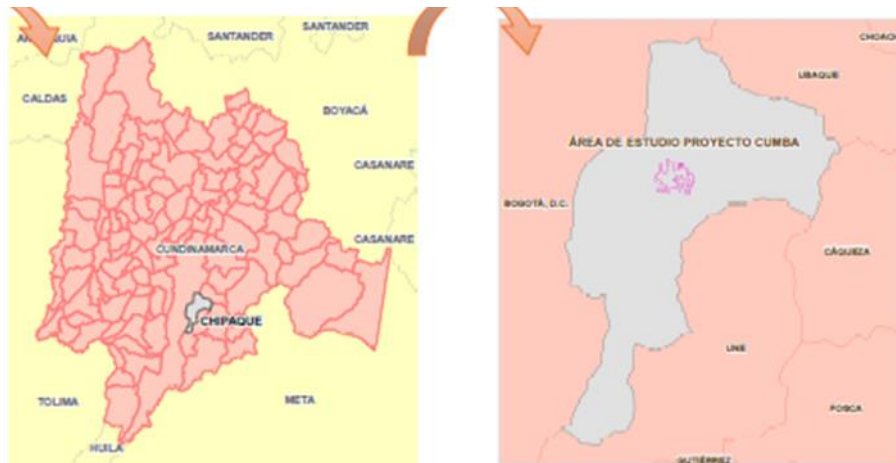 SANTANDER
SANTANDER
CALDAS
BOYACÁ
CASANARE
CASANARE
CUNDINAMARCA
CHIPAQUE
TOLIMA
META
HUILA
UBAQUE
ÁREA DE ESTUDIO PROYECTO CUMBA
BOGOTÁ, D.C.
CÁQUEZA
UNE
FOSCA
GUTIÉRREZ